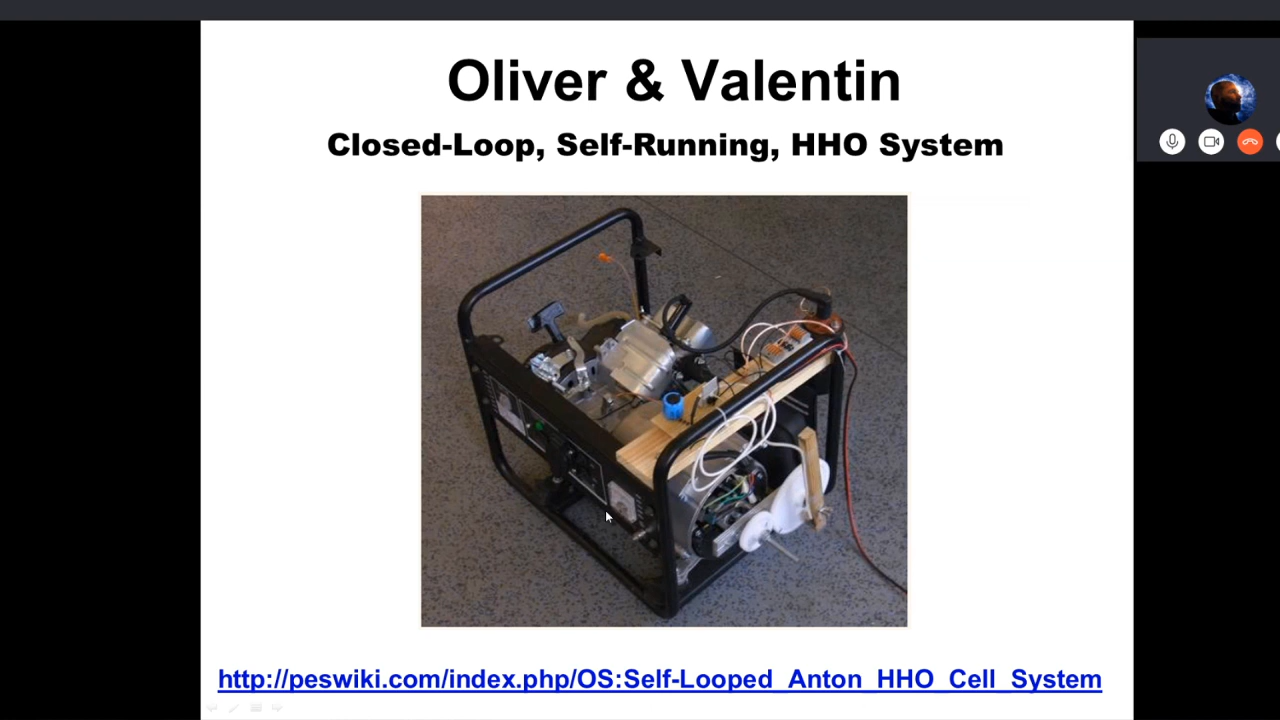 Oliver & Valentin
Closed-Loop, Self-Running, HHO System
http://peswiki.com/index.php/OS:Self-Looped_Anton_HHO_Cell_System